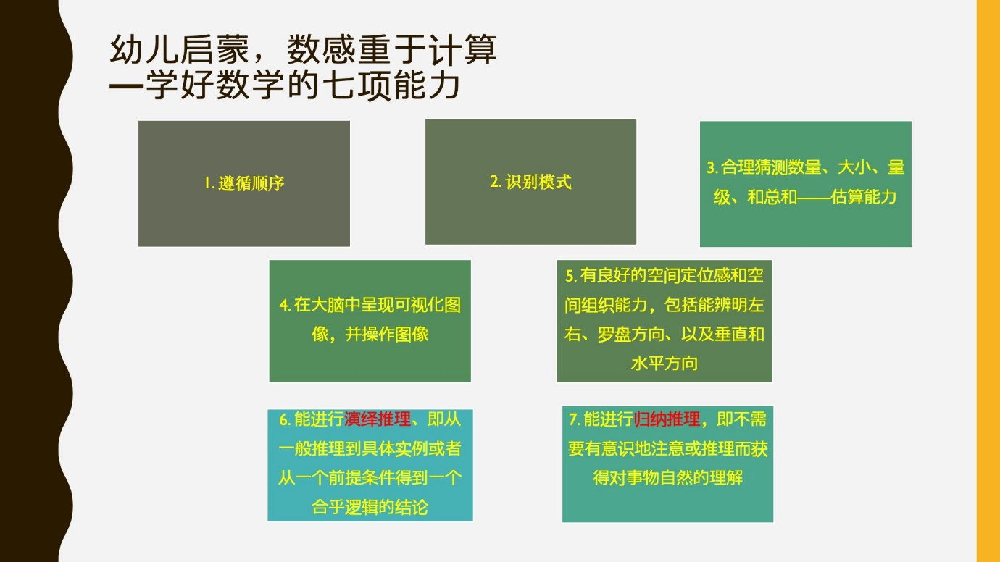 幼儿启蒙，数感重于计算
—学好数学的七项能力
1. 遵循顺序
2. 识别模式
3. 合理猜测数量、大小、量
级、和总和——估算能力
4. 在大脑中呈现可视化图
像，并操作图像
5. 有良好的空间定位感和空
间组织能力，包括能辨明左
右、罗盘方向、以及垂直和
水平方向
6. 能进行演绎推理、即从
一般推理到具体实例或者
从一个前提条件得到一个
合乎逻辑的结论
7. 能进行归纳推理，即不需
要有意识地注意或推理而获
得对事物自然的理解